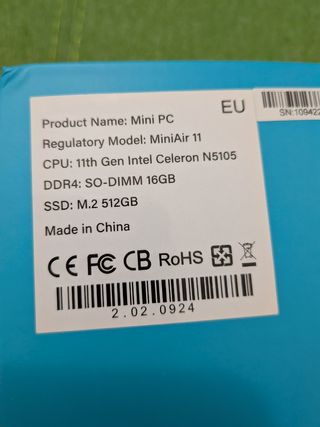 EU
SN:109422
Product Name: Mini PC
Regulatory Model: MiniAir 11
CPU: 11th Gen Intel Celeron N5105
DDR4: SO-DIMM 16GB
SSD: M.2 512GB
Made in China
CE FC CB RoHS
2.02.0924